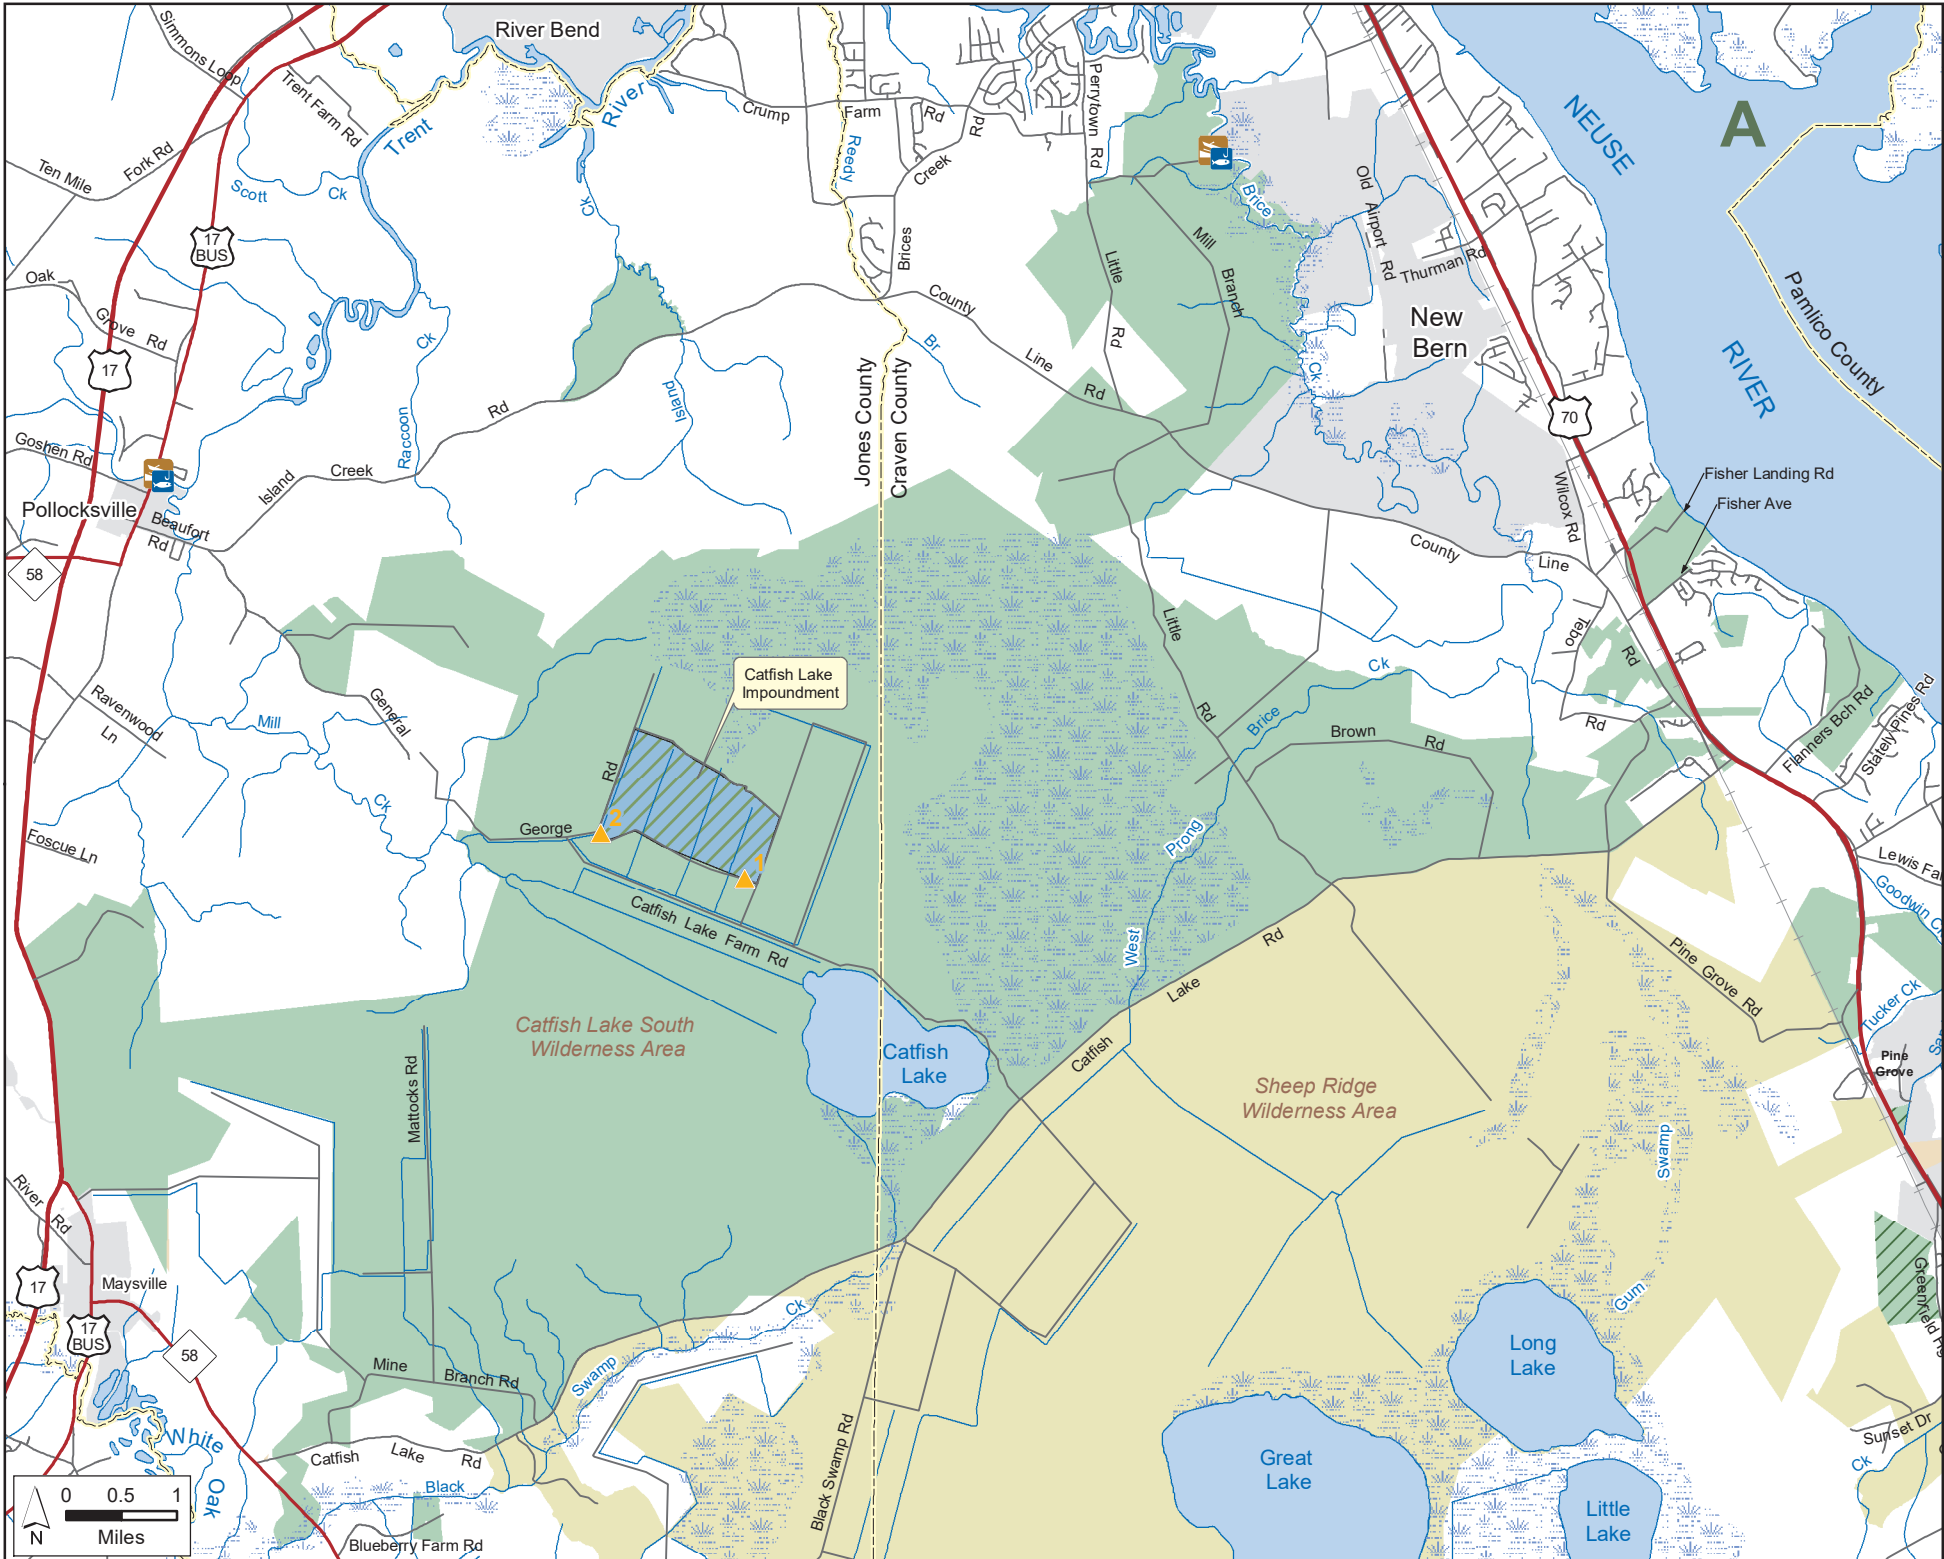 River Bend
Simmons Loop
Trent Farm Rd
Trent
River
Crump
Farm
Rd
Rd
Creek
Reedy
Perrytown Rd
NEUSE
A
Ten Mile
Fork Rd
Scott
Ck
Ck
Brices
Brice
Old
Airport
Rd
Thurman Rd
17
BUS
Oak
Grove
Rd
Ck
Little
Rd
Mill
Branch
County
Line
Rd
Br
New
Bern
Ck
Pamlico County
RIVER
17
Raccoon
Island
Rd
Jones County
Craven County
70
Goshen Rd
Creek
Island
Pollocksville
Beaufort
Rd
58
Wilcox Rd
Fisher Landing Rd
Fisher Ave
County
Line
Little
Rd
Tebo
Rd
Rd
Ck
Brice
Catfish Lake
Impoundment
Ravenwood
Ln
General
Mill
Ck
Rd
Brown
Rd
Flanners Bch Rd
Stately Pines Rd
George
2
1
Foscue Ln
Prong
West
Catfish Lake Farm Rd
Lewis Fa
Goodwin C
Rd
Lake
Catfish
Pine Grove Rd
Tucker Ck
Sa
Pine
Grove
Catfish Lake South
Wilderness Area
Catfish
Lake
Mattocks Rd
Sheep Ridge
Wilderness Area
Swamp
Gum
River
Rd
17
Maysville
17
BUS
58
Greenfield
Ck
Swamp
Mine
Branch Rd
Long
Lake
White
Oak
Catfish
Lake
Rd
Black
Black Swamp Rd
Great
Lake
Little
Lake
Sunset Dr
Ck
Blueberry Farm Rd
N
0
0.5
1
Miles